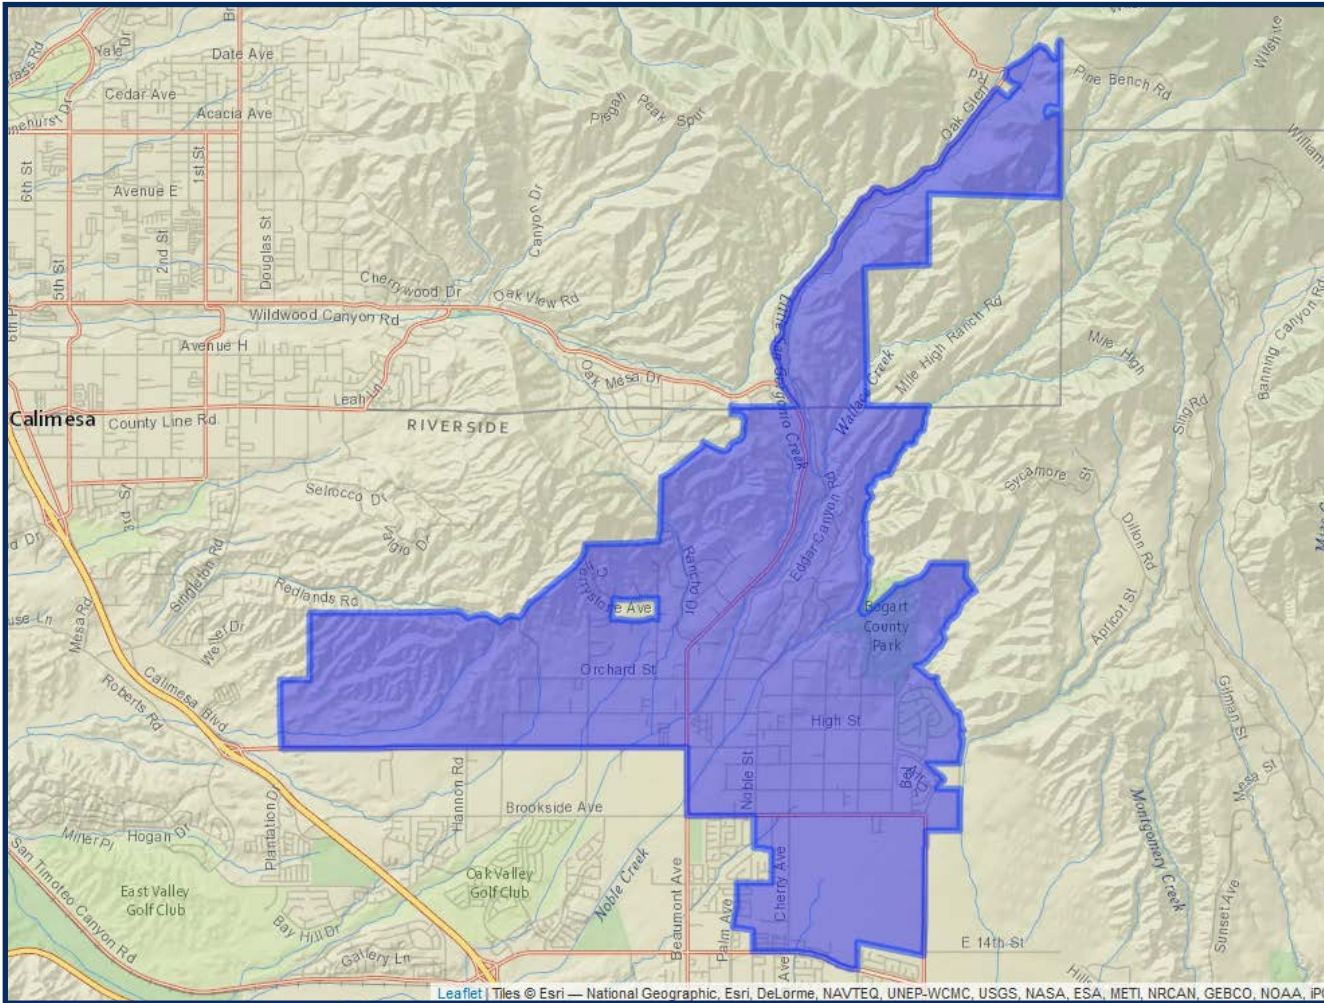 Yale Dr
Date Ave
Cedar Ave
Acacia Ave
6th St
Avenue E
1st St
2nd St
Douglas St
5th St
Canyon Dr
Pisgah
Peak Spur
Oak Glen Rd
Pine Bench Rd
Cherrywood Dr
Oak View Rd
Wildwood Canyon Rd
Avenue H
Oak Mesa Dr
Leah Ln
Calimesa
County Line Rd
RIVERSIDE
Little San Gorgonio Creek
Wallace Creek
Mile High Ranch Rd
Mile High
Banning Canyon Rd
Sing Rd
Sycamore St
Selrocco Dr
3rd St
Singleton Rd
Redlands Rd
Weller Dr
Mesa Rd
Roberts Rd
Calimesa Blvd
Cherrystone Ave
Rancho Dr
Edgar Canyon Rd
Bogart
County
Park
Dillon Rd
Apricot St
Orchard St
High St
Gilman St
Mesa St
Noble St
Hannon Rd
Brookside Ave
Plantation Dr
Miller Pl
Hogan Dr
San Timoteo Canyon Rd
East Valley
Golf Club
Bay Hill Dr
Gallery Ln
Oak Valley
Golf Club
Noble Creek
Beaumont Ave
Palm Ave
Cherry Ave
Ave
E 14th St
Montgomery Creek
Sunset Ave
Leaflet | Tiles © Esri — National Geographic, Esri, DeLorme, NAVTEQ, UNEP-WCMC, USGS, NASA, ESA, METI, NRCAN, GEBCO, NOAA, iP